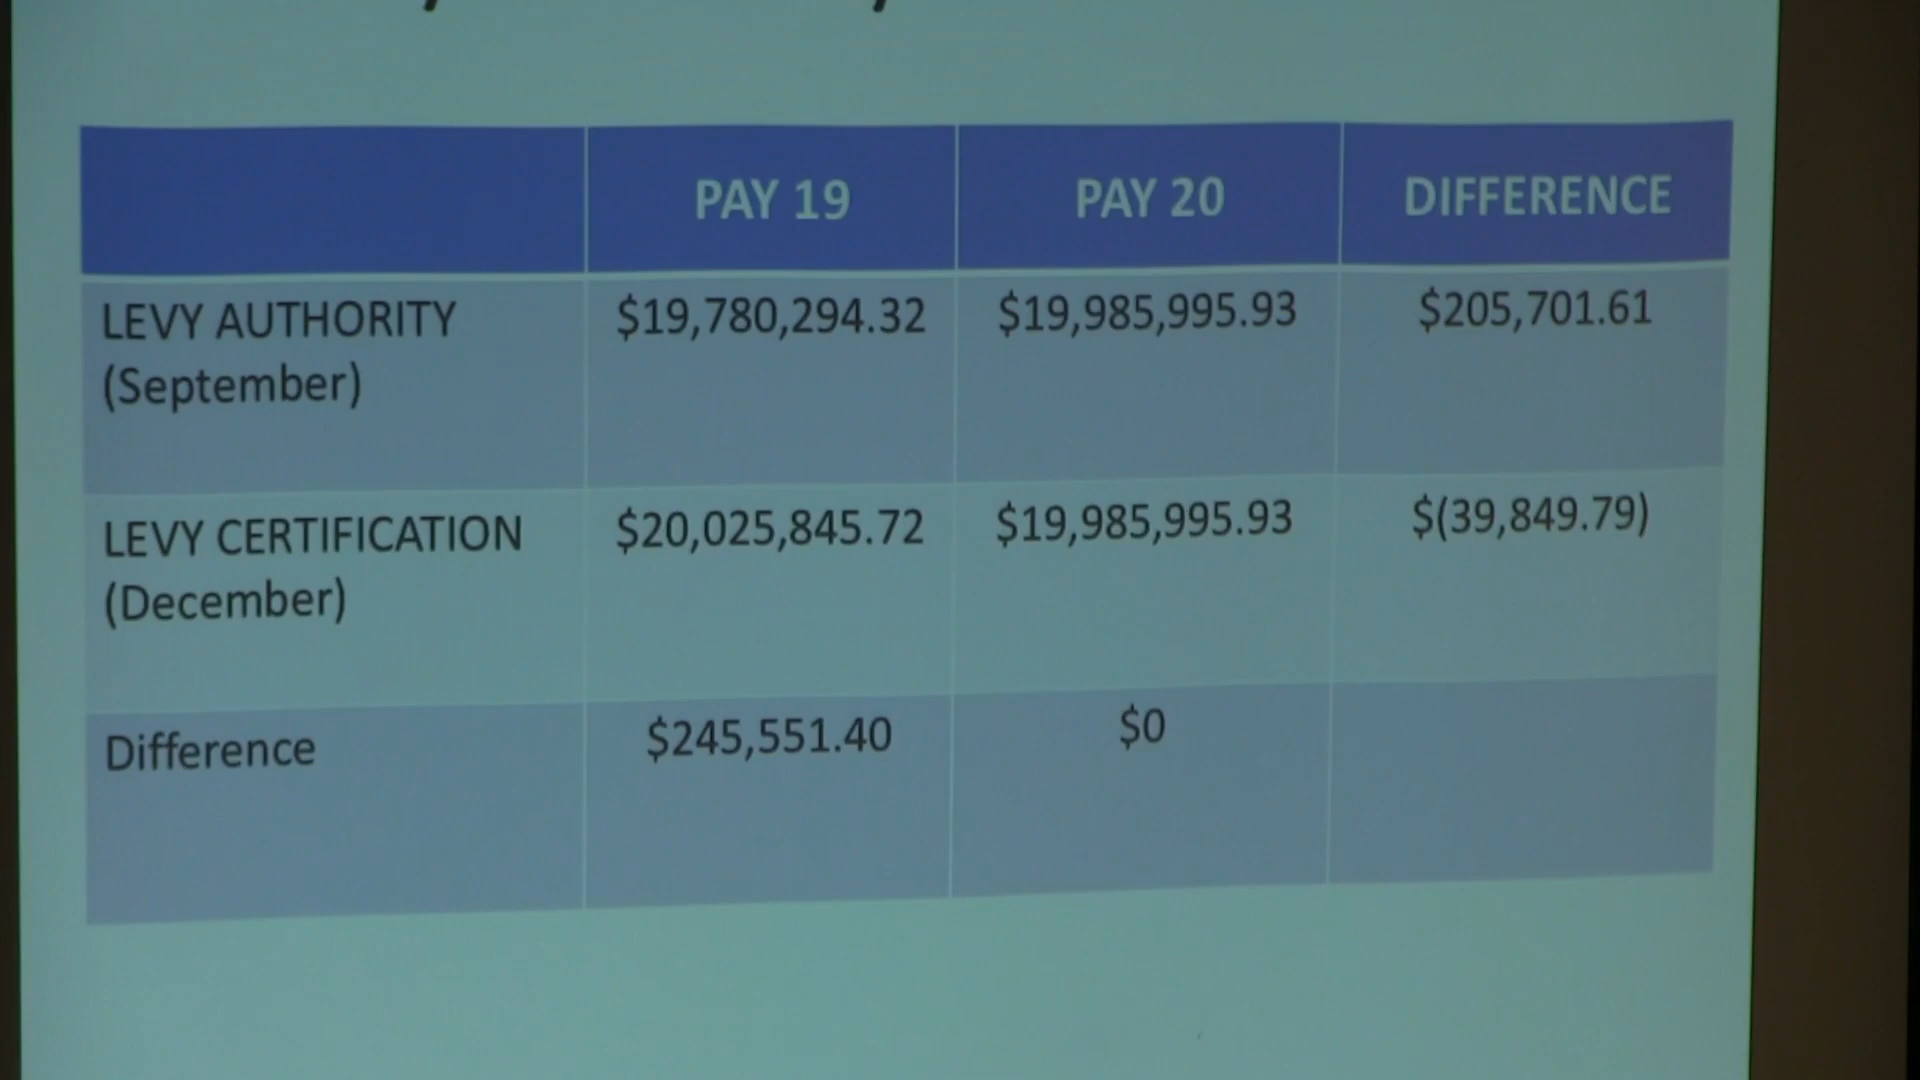 PAY 19 PAY 20 DIFFERENCE
LEVY AUTHORITY $19,780,294.32 $19,985,995.93 $205,701.61
(September)
LEVY CERTIFICATION $20,025,845.72 $19,985,995.93 $(39,849.79)
(December)
Difference $245,551.40 $0